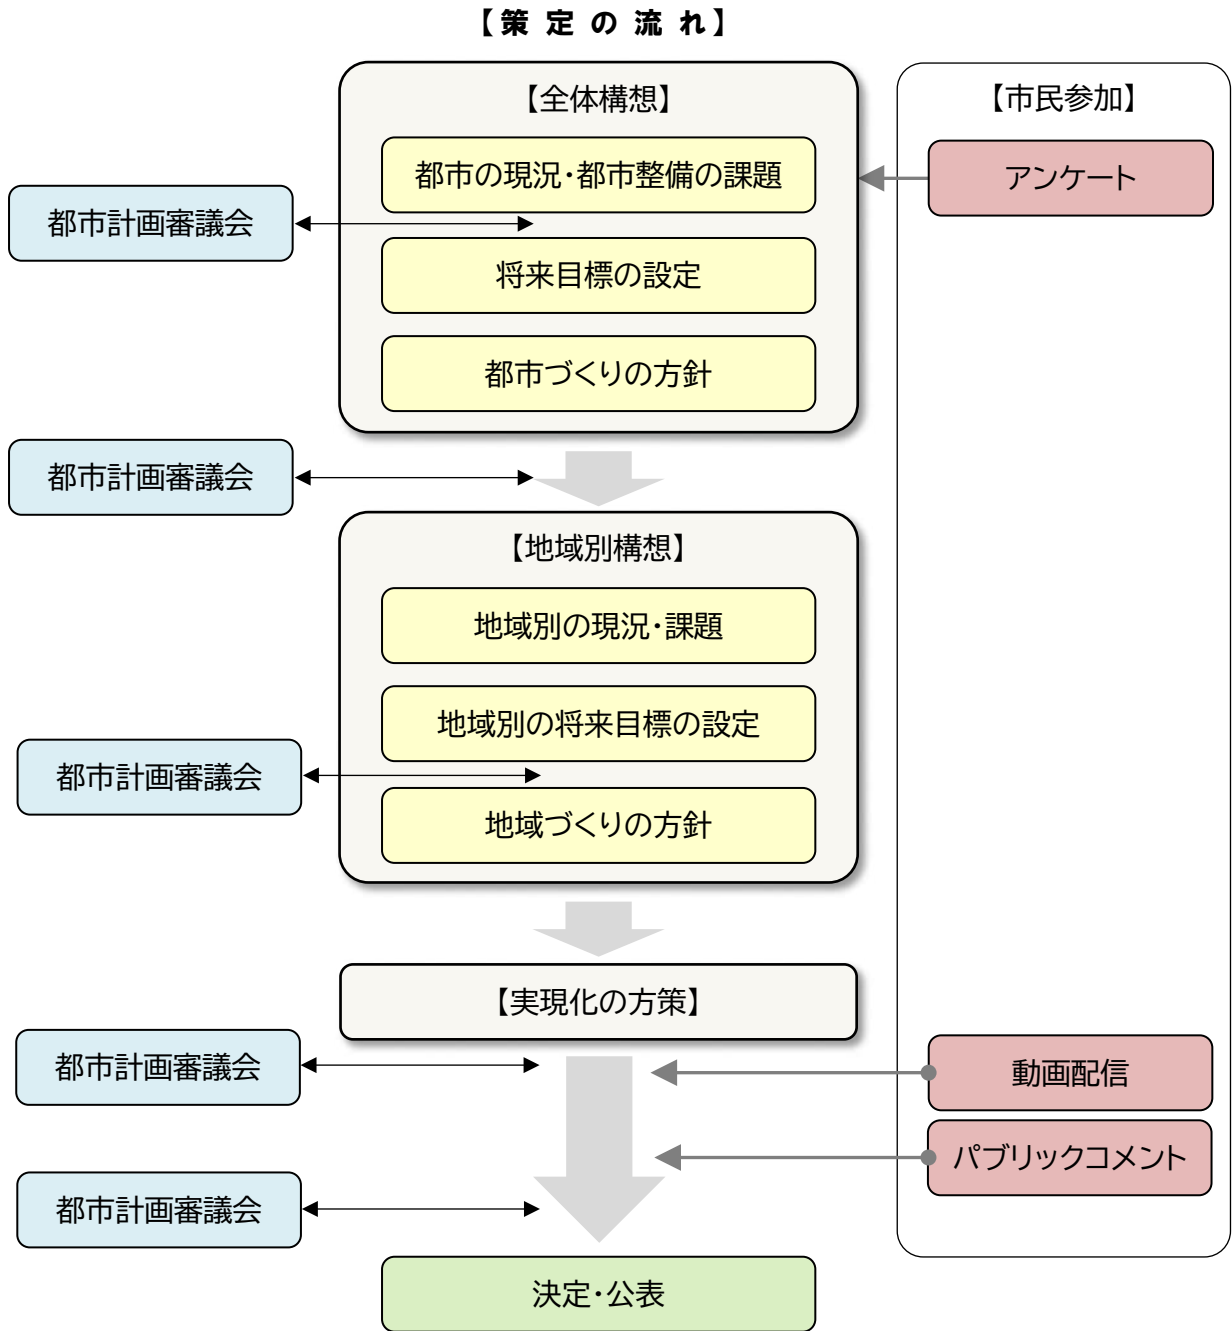 【策定の流れ】
【全体構想】
【市民参加】
都市の現況・都市整備の課題
アンケート
都市計画審議会
将来目標の設定
都市づくりの方針
都市計画審議会
【地域別構想】
地域別の現況・課題
地域別の将来目標の設定
都市計画審議会
地域づくりの方針
【実現化の方策】
都市計画審議会
動画配信
パブリックコメント
都市計画審議会
決定・公表